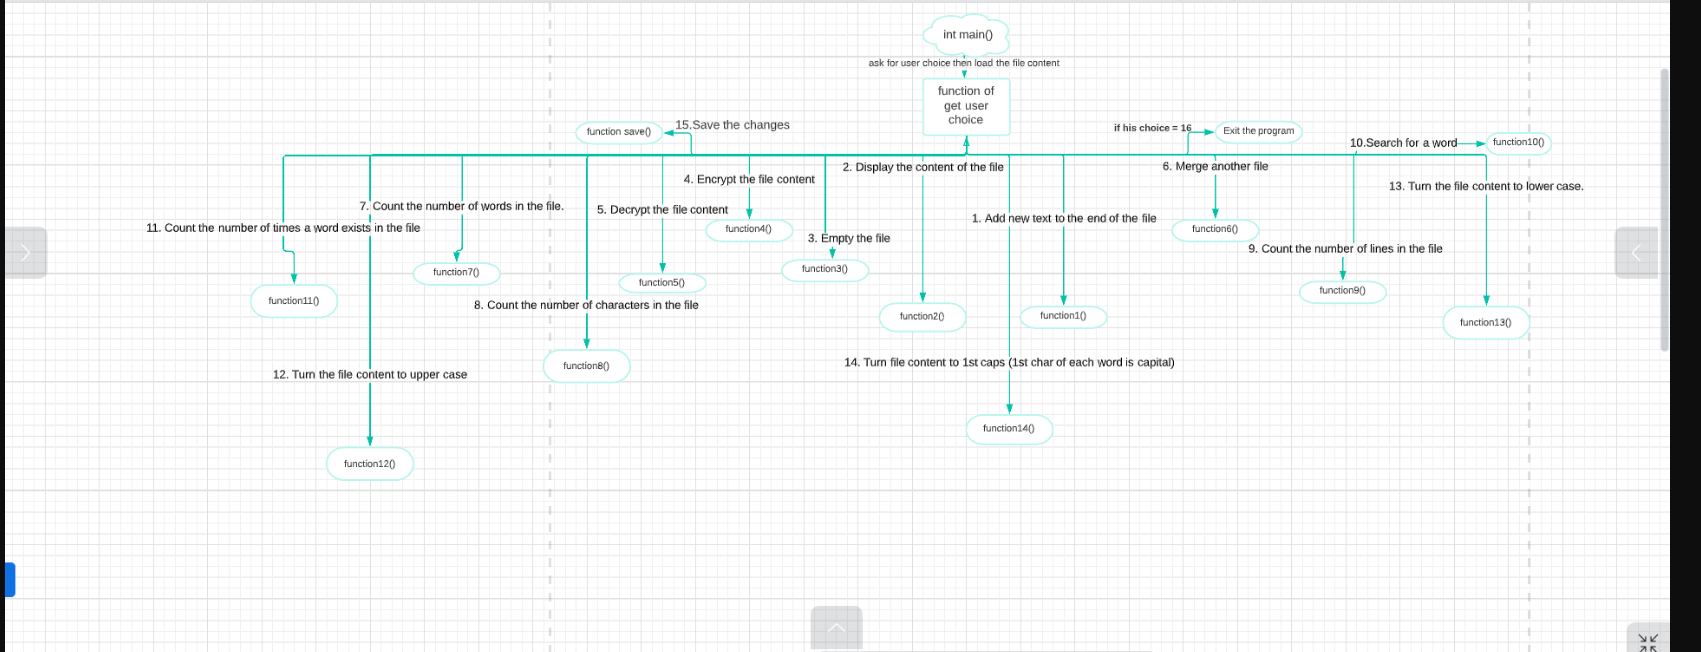 int main()
ask for user choice then load the file content
function of
get user
choice
15.Save the changes
function save()
if his choice = 16
Exit the program
10.Search for a word
function10()
2. Display the content of the file
6. Merge another file
4. Encrypt the file content
13. Turn the file content to lower case.
7. Count the number of words in the file.
5. Decrypt the file content
1. Add new text to the end of the file
11. Count the number of times a word exists in the file
function4()
function6()
3. Empty the file
9. Count the number of lines in the file
function7()
function3()
function5()
function9()
function11()
8. Count the number of characters in the file
function2()
function1()
function13()
14. Turn file content to 1st caps (1st char of each word is capital)
function8()
12. Turn the file content to upper case
function14()
function12()